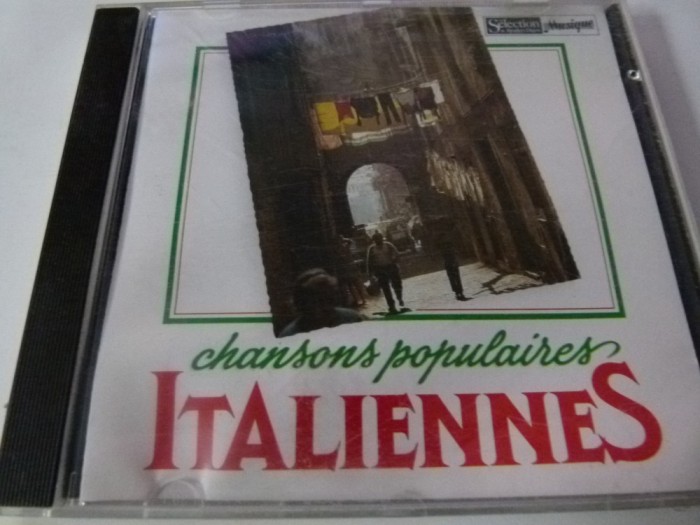 Sélection
Musique
chansons populaires
ITALIENNES